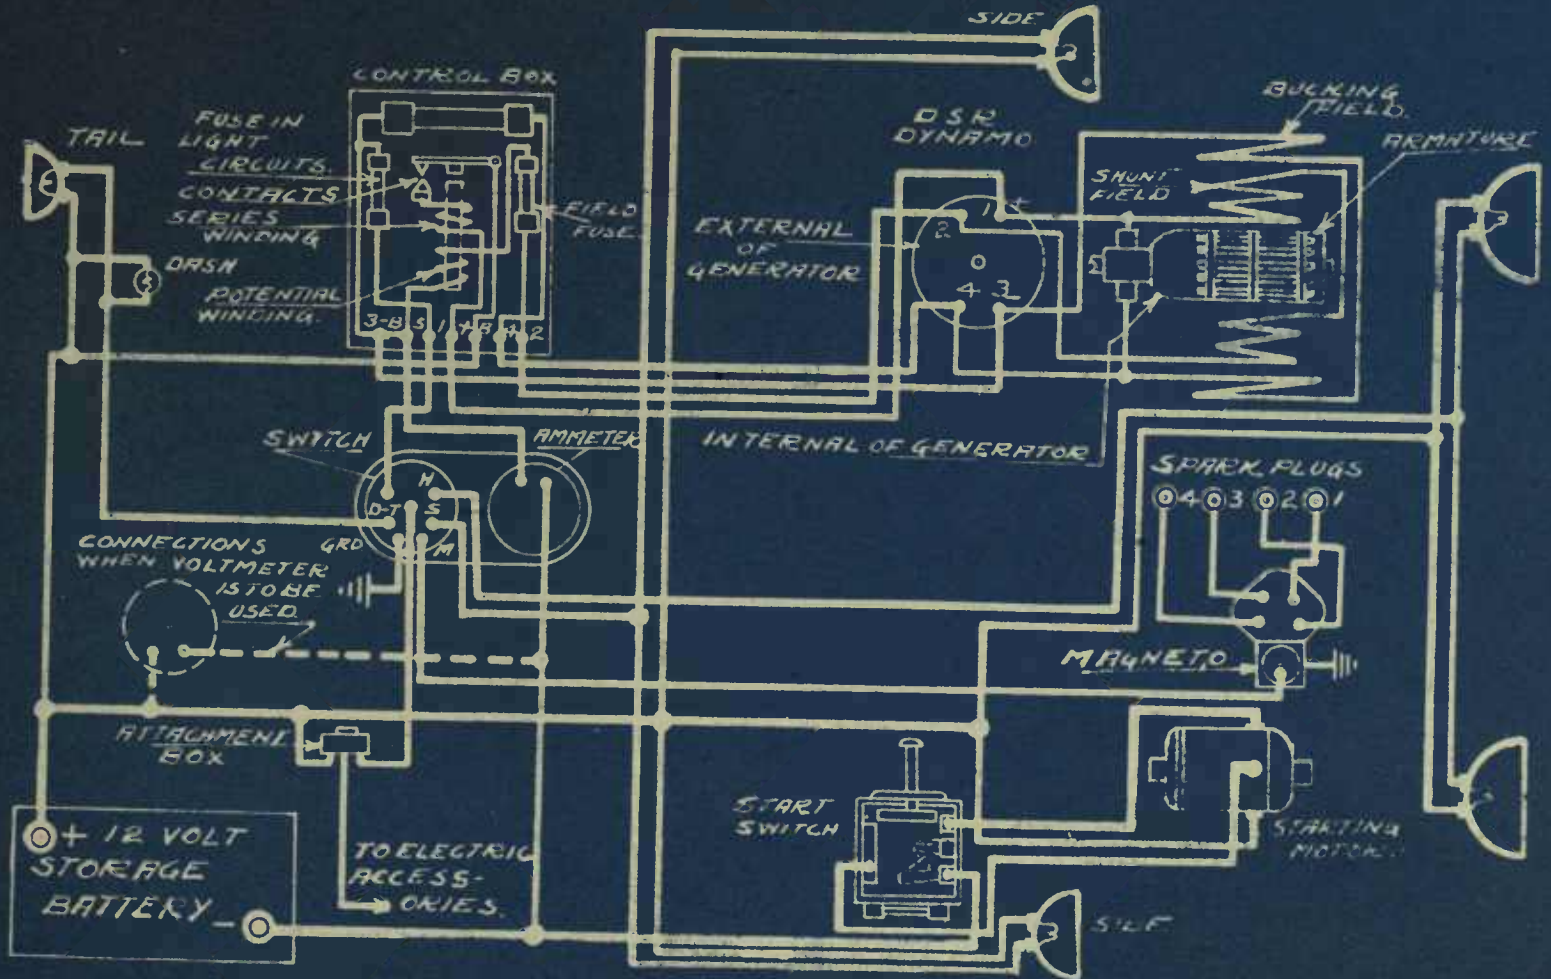 SIDE
CONTROL BOX
BUCKING
FIELD
DSR
DYNAMO
ARMATURE
TAIL
FUSE IN
LIGHT
CIRCUITS
CONTACTS
SERIES
WINDING
FIELD
FUSE
SHUNT
FIELD
EXTERNAL
OF
GENERATOR
1 +
2
4 3
DASH
POTENTIAL
WINDING
3-B 5 1 + B 4 2
SWITCH
AMMETER
INTERNAL OF GENERATOR
SPARK PLUGS
4 3 2 1
H
D-T S
GRD M
CONNECTIONS
WHEN VOLTMETER
IS TO BE
USED
MAGNETO
ATTACHMENT
BOX
START
SWITCH
STARTING
MOTOR
+ 12 VOLT
STORAGE
BATTERY -
TO ELECTRIC
ACCESS-
ORIES.
SIDE